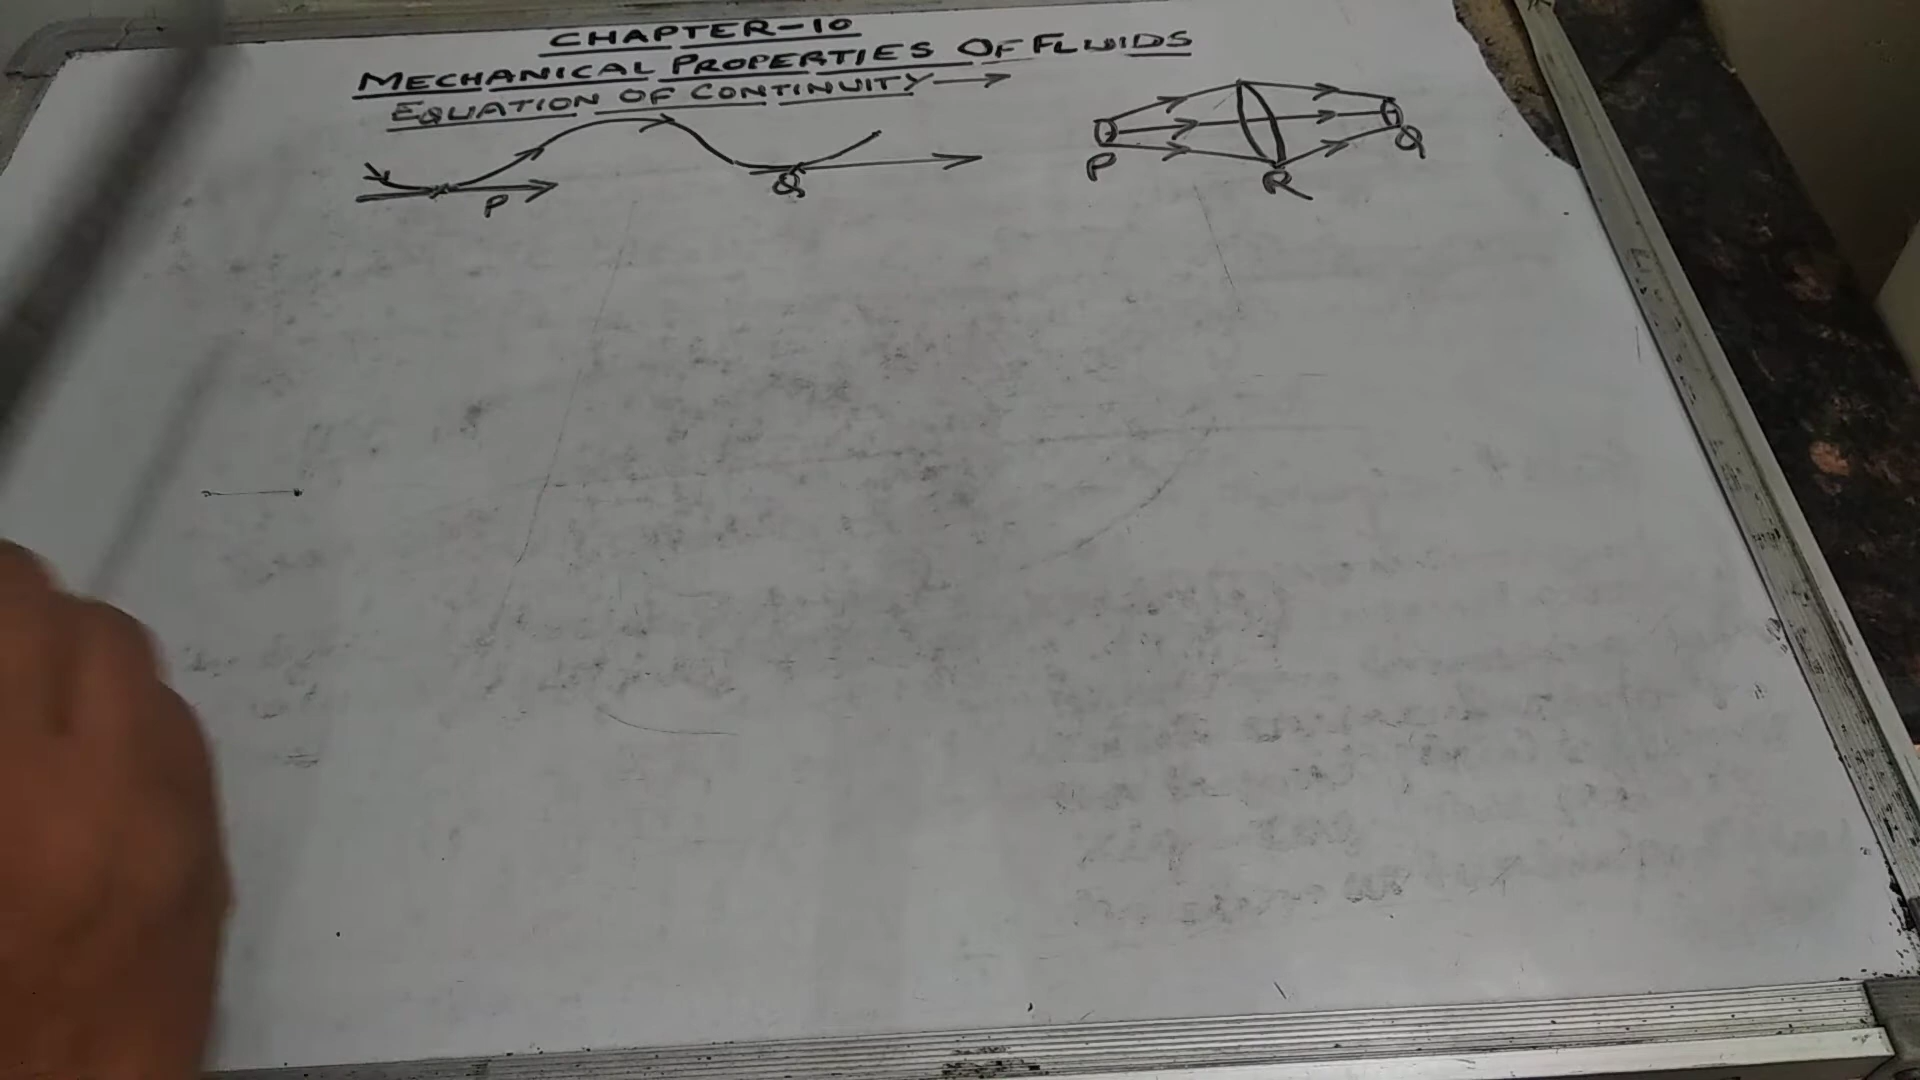 CHAPTER-10
MECHANICAL PROPERTIES OF FLUIDS
EQUATION OF CONTINUITY →
P
Q
P
R
Q